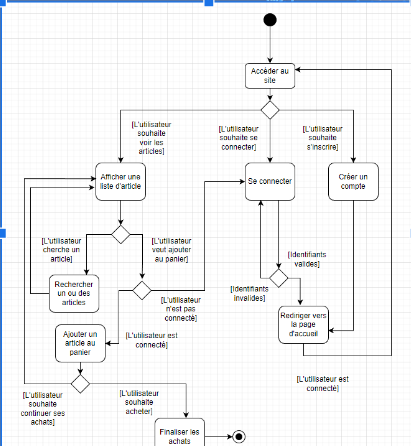 Accéder au
site
[L'utilisateur
souhaite
voir les
articles]
[L'utilisateur
souhaite se
connecter]
[L'utilisateur
souhaite
s'inscrire]
Afficher une
liste d'article
Se connecter
Créer un
compte
[L'utilisateur
cherche un
article]
[L'utilisateur
veut ajouter
au panier]
[Identifiants
valides]
Rechercher
un ou des
articles
[Identifiants
invalides]
[L'utilisateur
n'est pas
connecté]
Rediriger vers
la page
d'accueil
Ajouter un
article au
panier
[L'utilisateur est
connecté]
[L'utilisateur est
connecté]
[L'utilisateur
souhaite
continuer ses
achats]
[L'utilisateur
souhaite
acheter]
Finaliser les
achats